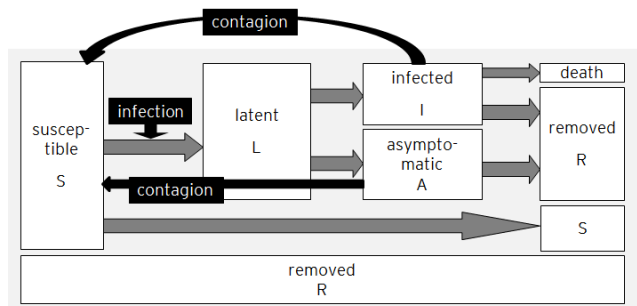 contagion
suscep-
tible
S
infection
latent
L
infected
I
asympto-
matic
A
contagion
death
removed
R
S
removed
R